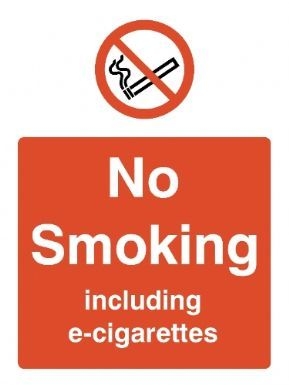 No
Smoking
including
e-cigarettes